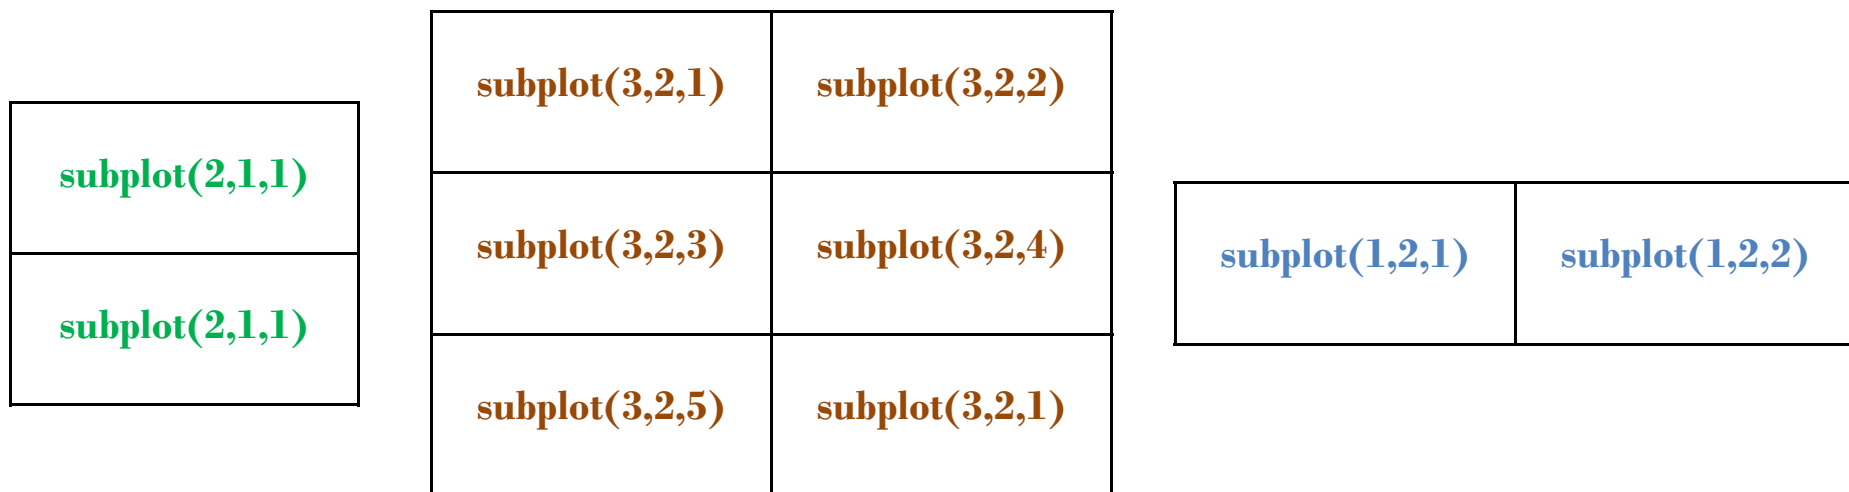 subplot(2,1,1)
subplot(2,1,1)
subplot(3,2,1) subplot(3,2,2)
subplot(3,2,3) subplot(3,2,4)
subplot(3,2,5) subplot(3,2,1)
subplot(1,2,1) subplot(1,2,2)